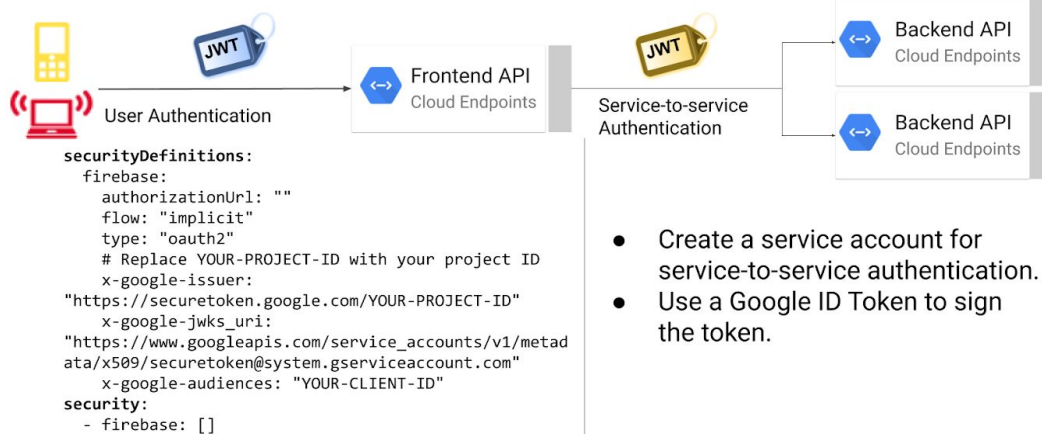 JWT
User Authentication
Frontend API
Cloud Endpoints
JWT
Service-to-service
Authentication
Backend API
Cloud Endpoints
Backend API
Cloud Endpoints
securityDefinitions:
  firebase:
    authorizationUrl: ""
    flow: "implicit"
    type: "oauth2"
    # Replace YOUR-PROJECT-ID with your project ID
    x-google-issuer:
"https://securetoken.google.com/YOUR-PROJECT-ID"
    x-google-jwks_uri:
"https://www.googleapis.com/service_accounts/v1/metad
ata/x509/securetoken@system.gserviceaccount.com"
    x-google-audiences: "YOUR-CLIENT-ID"
security:
  - firebase: []
● Create a service account for
service-to-service authentication.
● Use a Google ID Token to sign
the token.